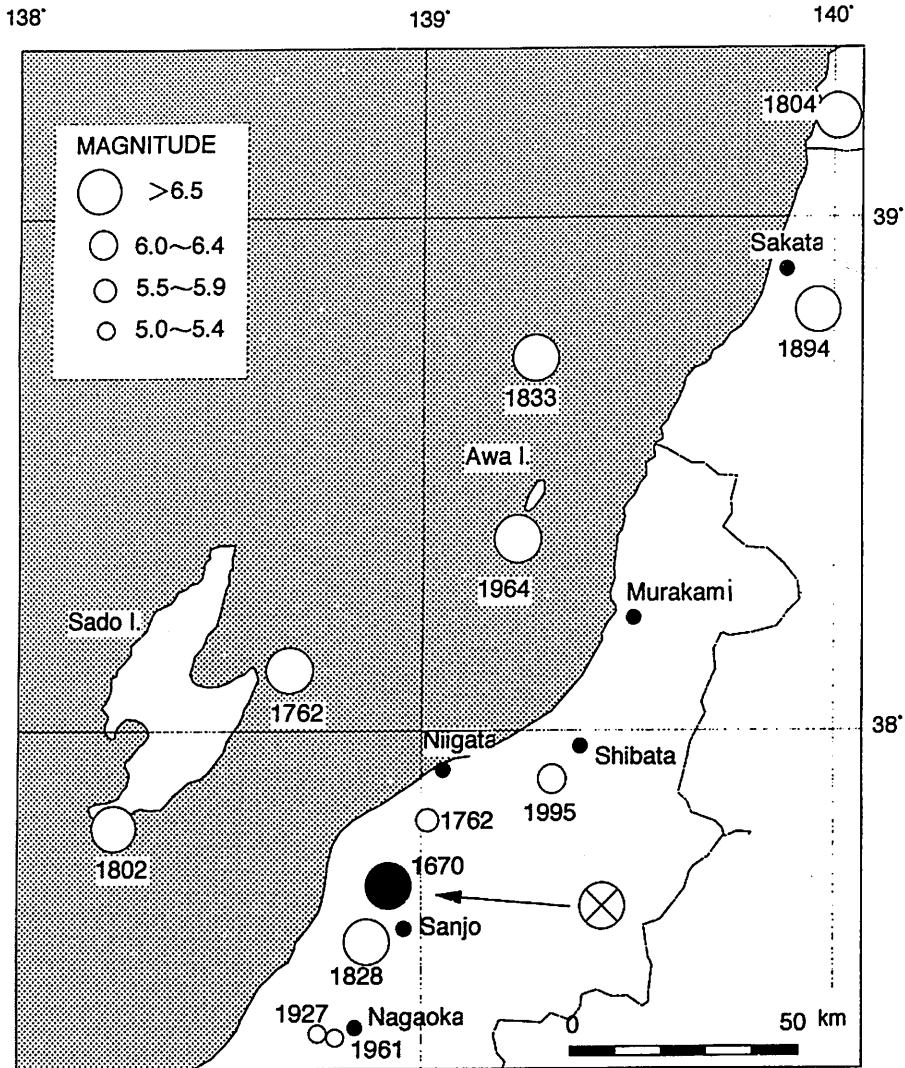 138°
139°
140°
1804
MAGNITUDE
>6.5
6.0~6.4
5.5~5.9
5.0~5.4
39°
Sakata
1894
1833
Awa I.
1964
Murakami
Sado I.
1762
38°
Niigata
Shibata
1995
1762
1802
1670
Sanjo
1828
1927
Nagaoka
1961
0 50 km